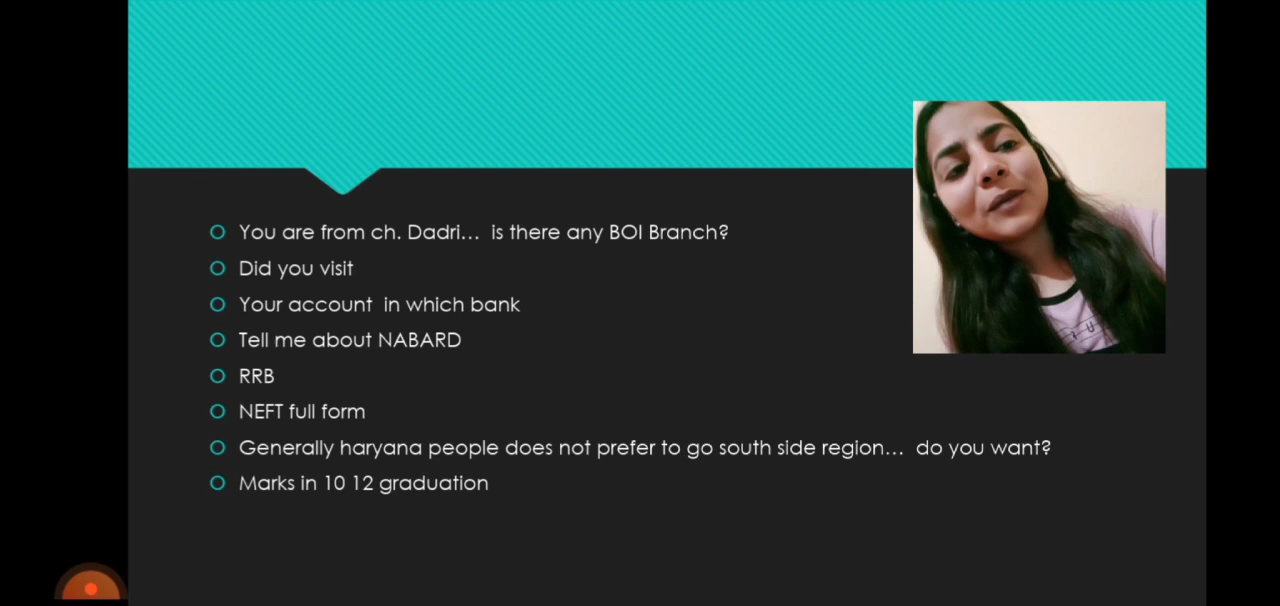 You are from ch. Dadri... is there any BOI Branch?
Did you visit
Your account in which bank
Tell me about NABARD
RRB
NEFT full form
Generally haryana people does not prefer to go south side region... do you want?
Marks in 10 12 graduation